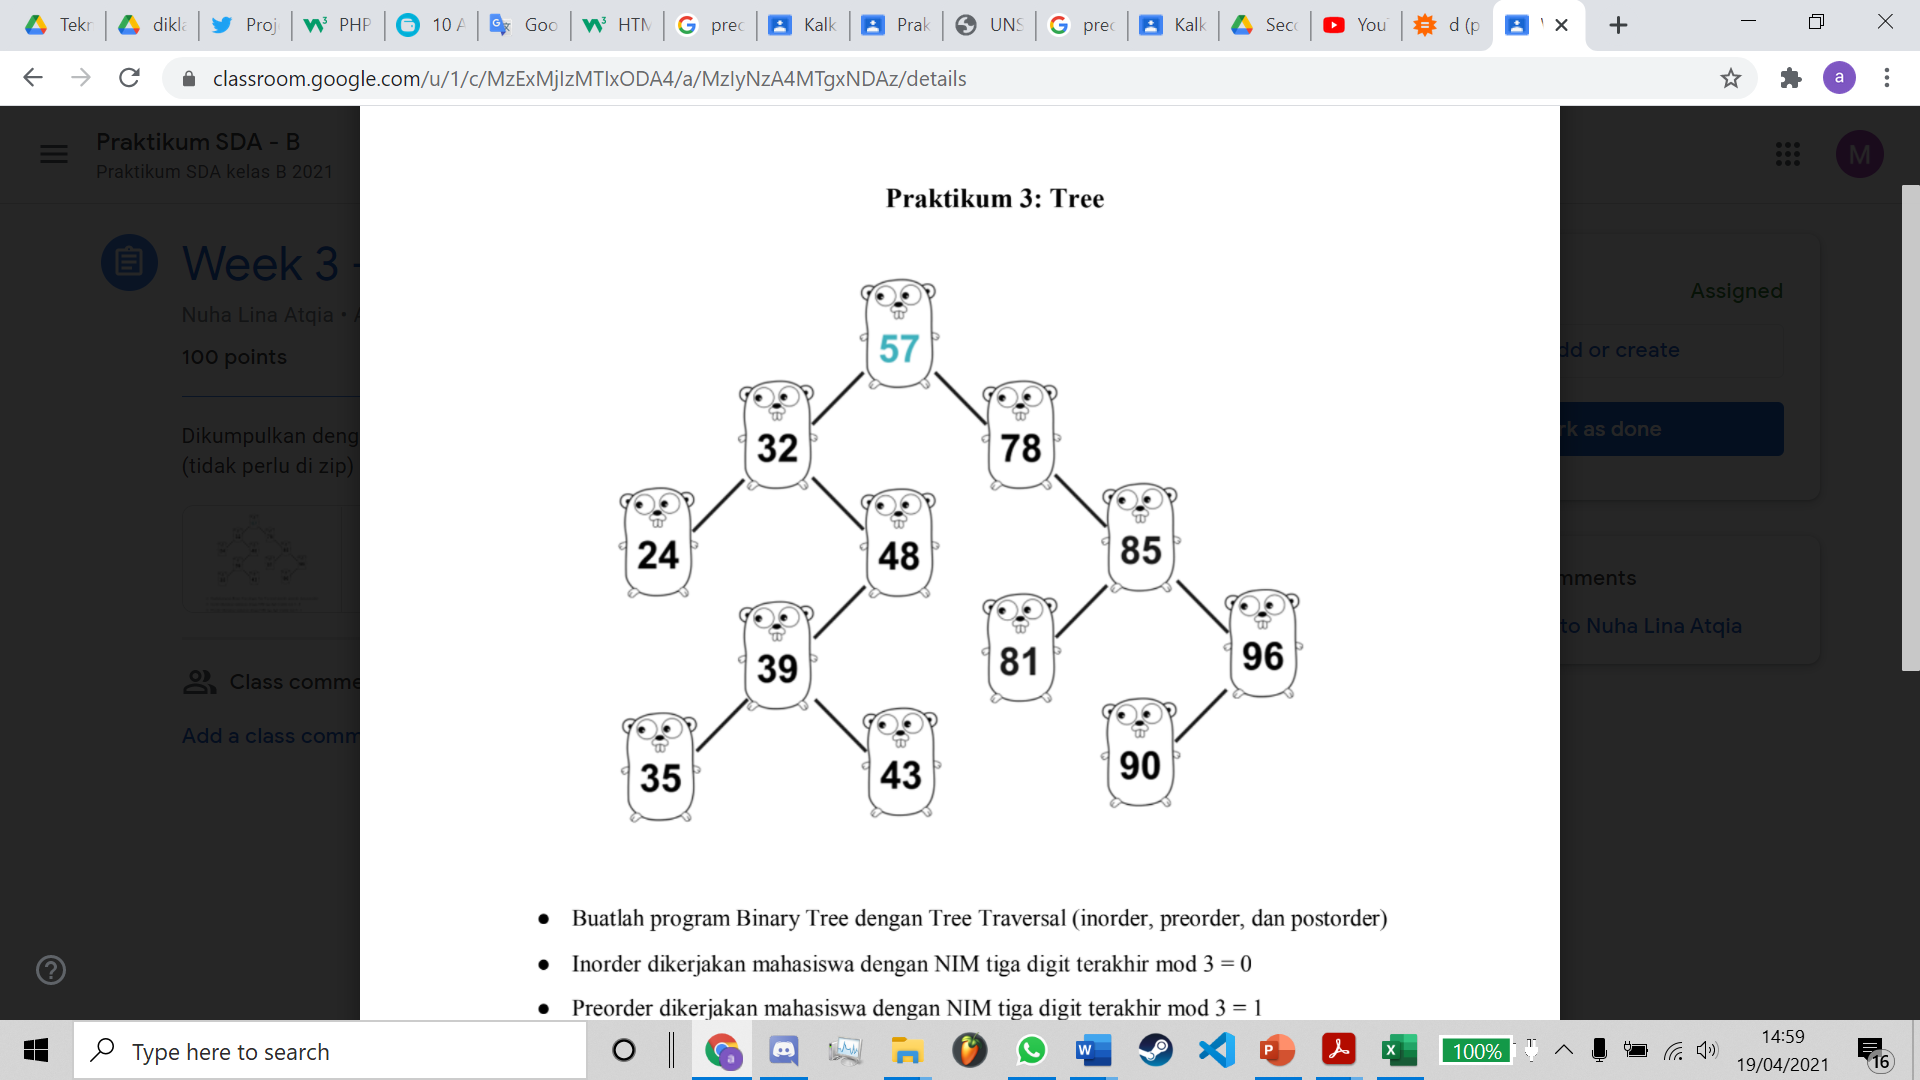 Tekr
dikla
Proj
PHP
10 A
Goo
HTM
prec
Kalk
Prak
UNS
prec
Kalk
Secc
YouT
d (p
classroom.google.com/u/1/c/MzExMjIzMTIxODA4/a/MzIyNzA4MTgxNDAz/details
a
Praktikum SDA - B
Praktikum SDA kelas B 2021
M
Week 3 -
Nuha Lina Atqia •
100 points
Assigned
dd or create
rk as done
Dikumpulkan deng
(tidak perlu di zip)
mments
to Nuha Lina Atqia
Class comme
Add a class comm
Praktikum 3: Tree
57
32
78
24
48
85
39
81
96
35
43
90
● Buatlah program Binary Tree dengan Tree Traversal (inorder, preorder, dan postorder)
● Inorder dikerjakan mahasiswa dengan NIM tiga digit terakhir mod 3 = 0
● Preorder dikerjakan mahasiswa dengan NIM tiga digit terakhir mod 3 = 1
Type here to search
100%
14:59
19/04/2021
16